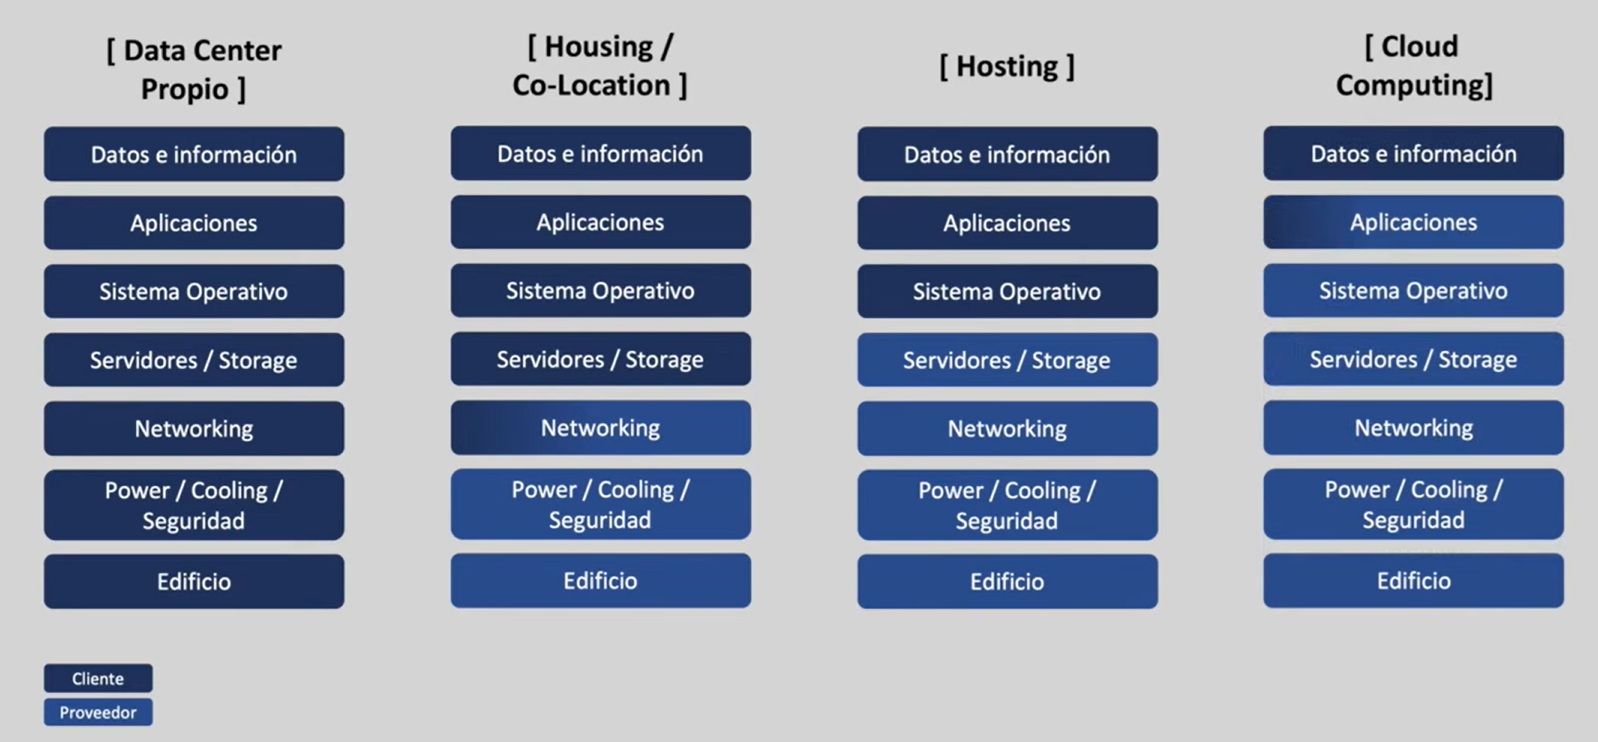 [ Data Center
Propio ]
Datos e información
Aplicaciones
Sistema Operativo
Servidores / Storage
Networking
Power / Cooling /
Seguridad
Edificio
[ Housing /
Co-Location ]
Datos e información
Aplicaciones
Sistema Operativo
Servidores / Storage
Networking
Power / Cooling /
Seguridad
Edificio
[ Hosting ]
Datos e información
Aplicaciones
Sistema Operativo
Servidores / Storage
Networking
Power / Cooling /
Seguridad
Edificio
[ Cloud
Computing]
Datos e información
Aplicaciones
Sistema Operativo
Servidores / Storage
Networking
Power / Cooling /
Seguridad
Edificio
Cliente
Proveedor